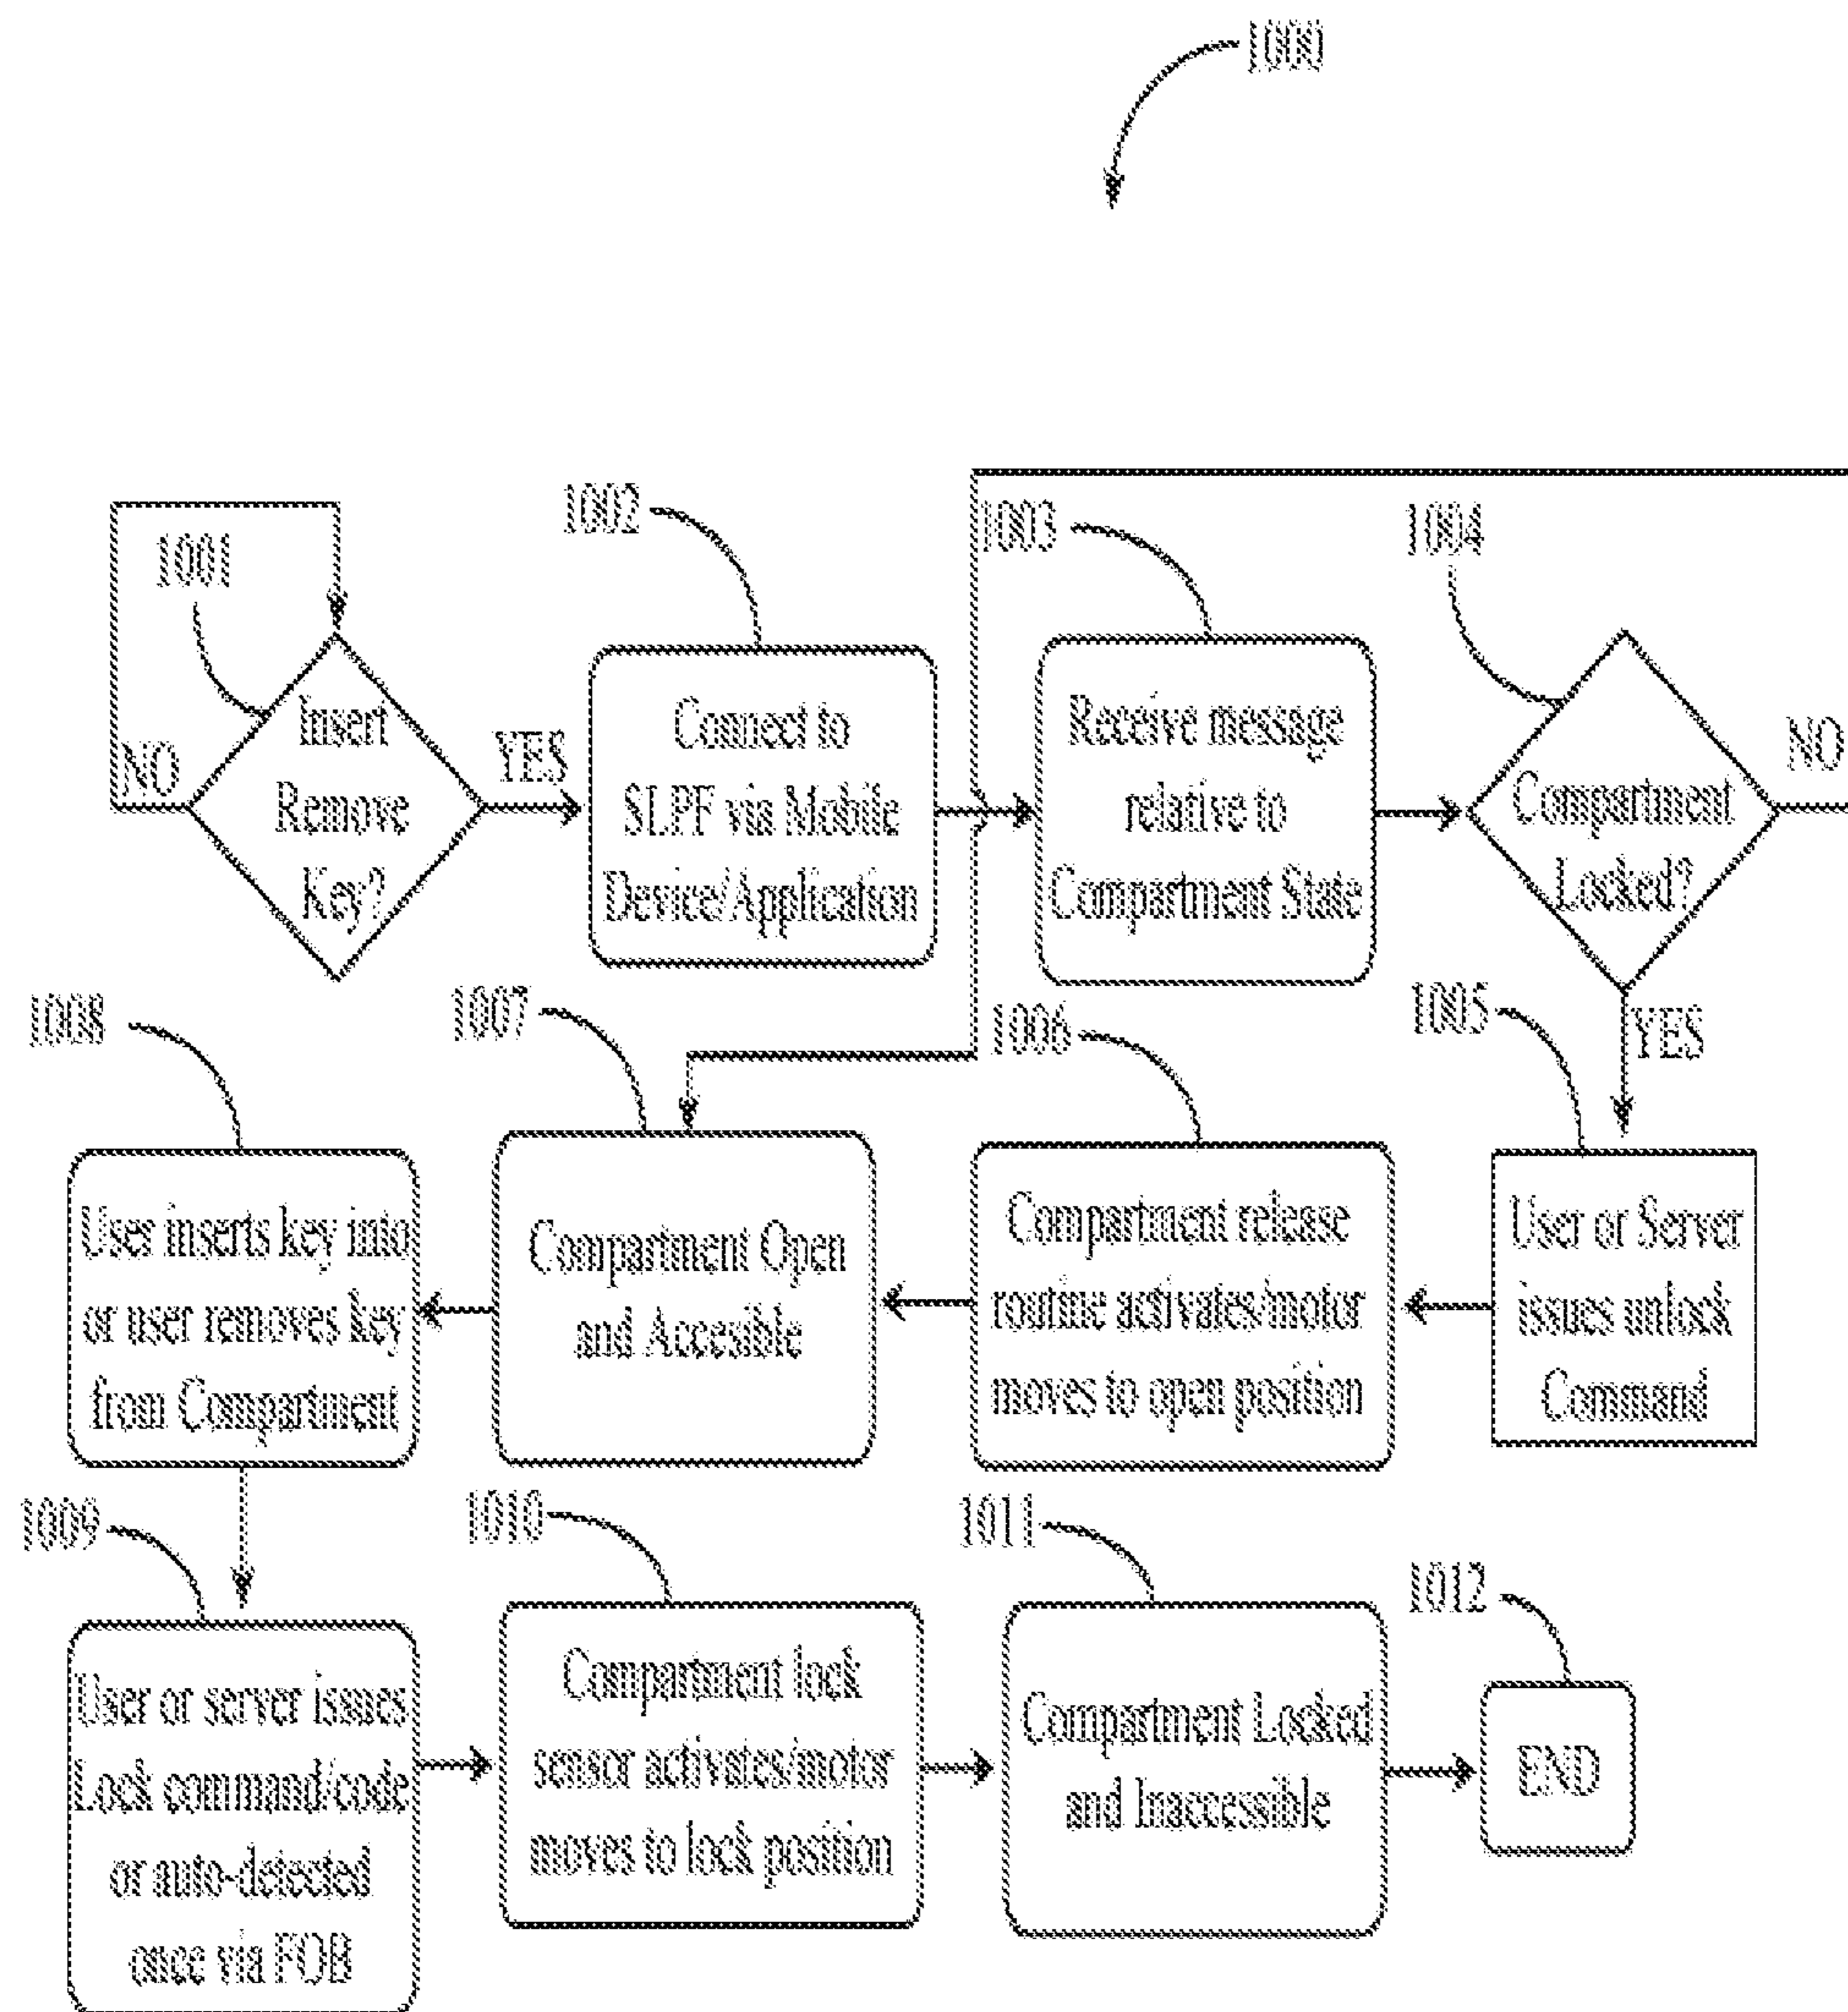 1000
1001
1002
1003
1004
Insert
Remove
Key?
NO
YES
Connect to
SLPF via Mobile
Device/Application
Receive message
relative to
Compartment State
Compartment
Locked?
NO
YES
1005
1006
1007
1008
User or Server
issues unlock
Command
Compartment release
routine activates/motor
moves to open position
Compartment Open
and Accesible
User inserts key into
or user removes key
from Compartment
1009
1010
1011
1012
User or server issues
Lock command/code
or auto-detected
once via FOB
Compartment lock
sensor activates/motor
moves to lock position
Compartment Locked
and Inaccessible
END